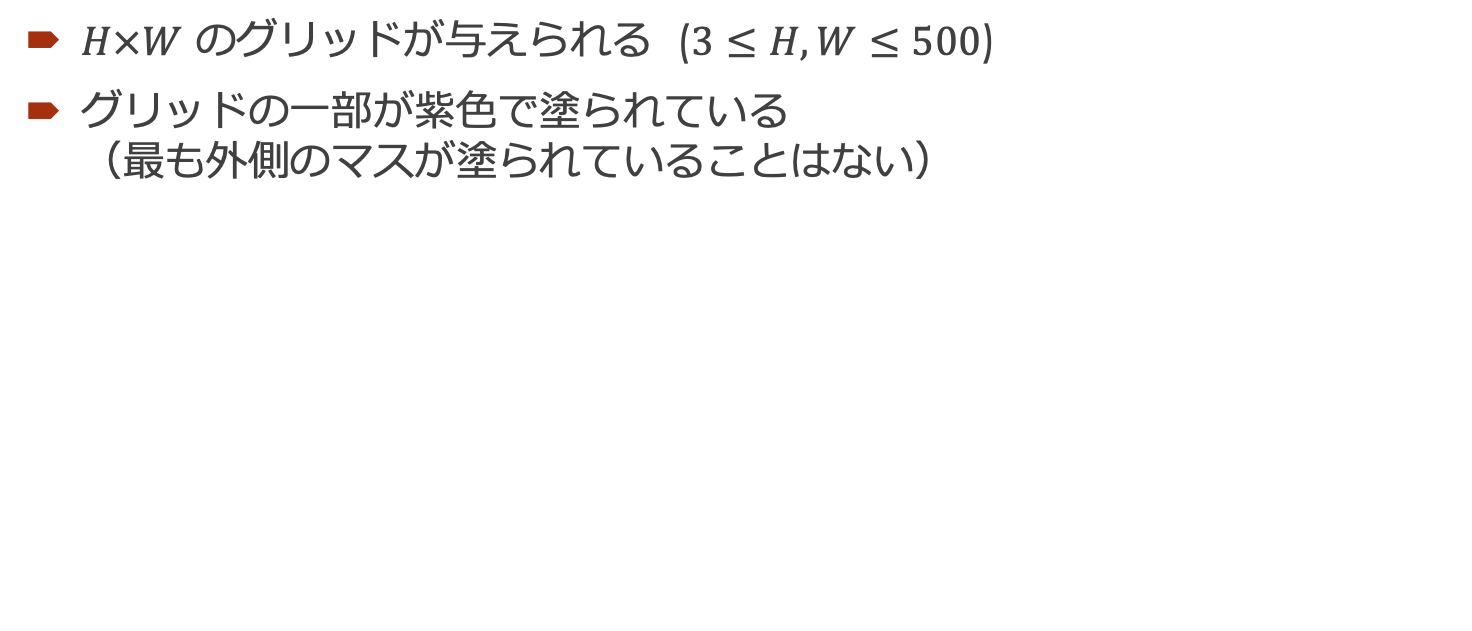 H×W のグリッドが与えられる (3 ≤ H, W ≤ 500)
グリッドの一部が紫色で塗られている
（最も外側のマスが塗られていることはない）